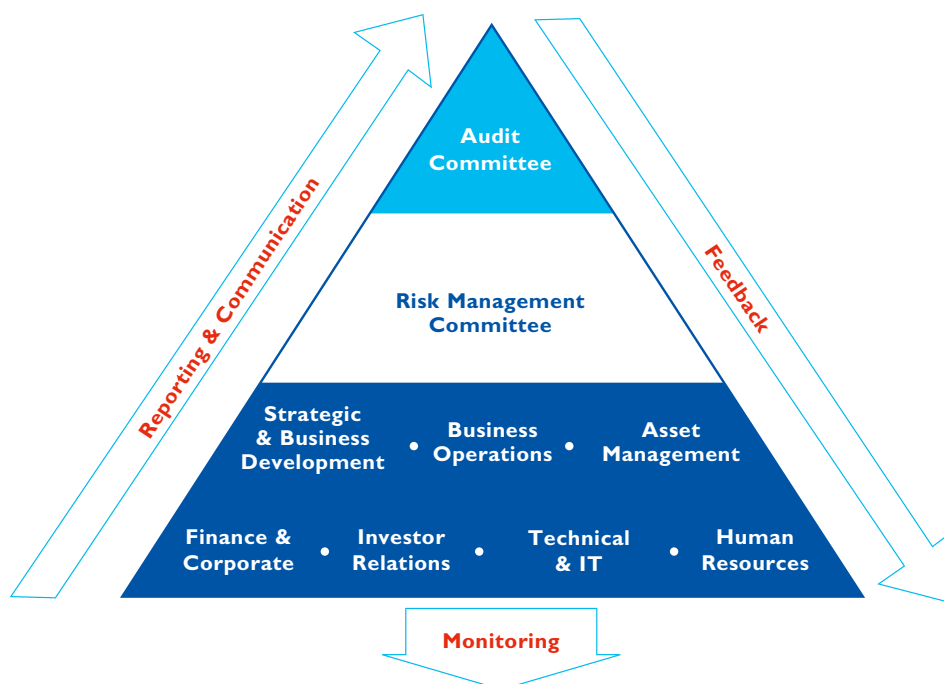 Audit
Committee
Reporting & Communication
Feedback
Risk Management
Committee
Strategic
& Business
Development
•
Business
Operations
•
Asset
Management
Finance &
Corporate
•
Investor
Relations
•
Technical
& IT
•
Human
Resources
Monitoring